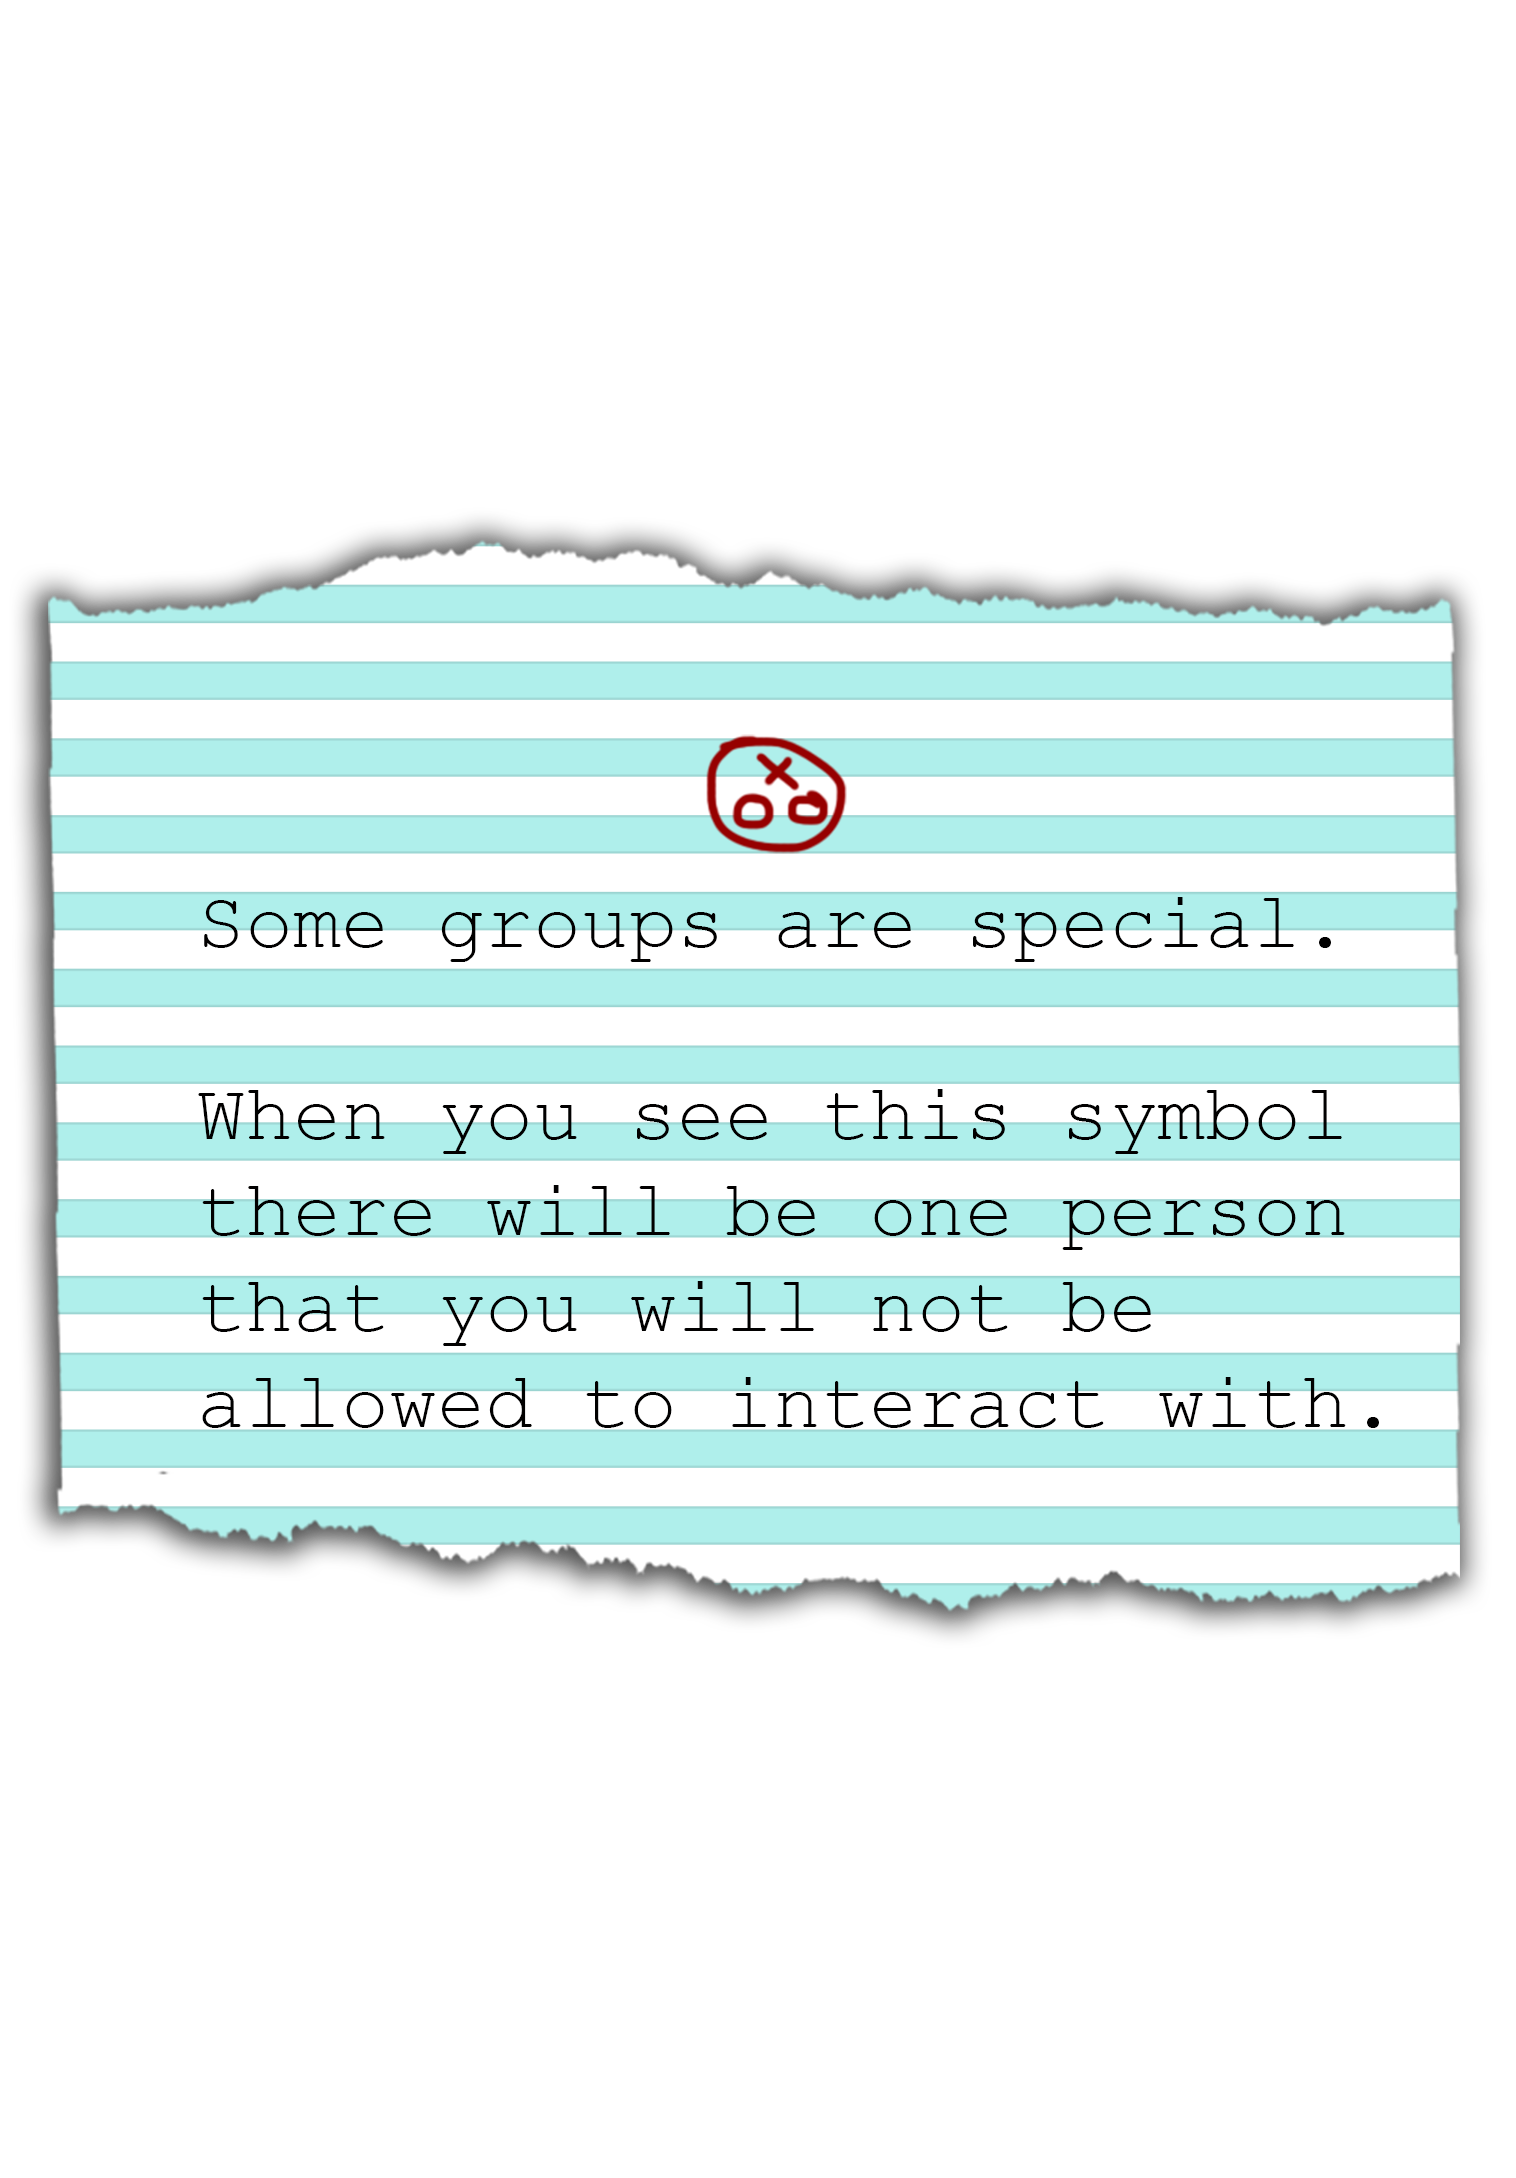 Some groups are special.
When you see this symbol
there will be one person
that you will not be
allowed to interact with.